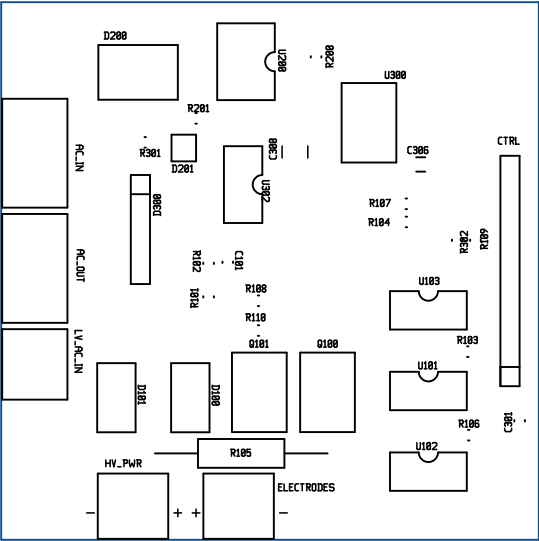 D200
U200
R200
U300
R201
R301
D201
C300
C306
CTRL
AC_IN
D300
U302
R107
R104
R302
R109
AC_OUT
R102
C101
R101
R108
R110
U103
LV_AC_IN
Q101
Q100
R103
U101
D101
D100
R106
C301
U102
R105
HV_PWR
ELECTRODES
− + + −